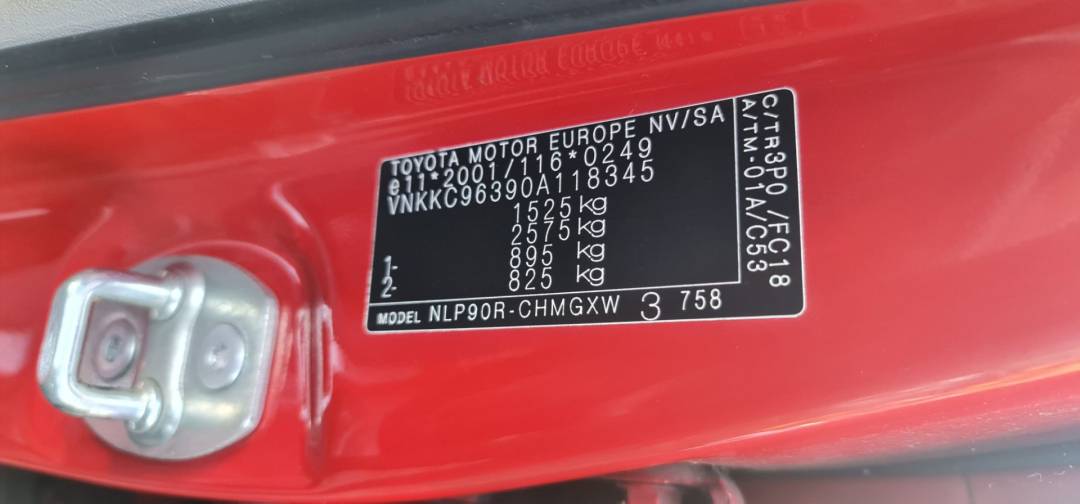 TOYOTA MOTOR EUROPE NV/SA
e11*2001/116*0249
VNKKC96390A118345
1525 kg
2575 kg
1- 895 kg
2- 825 kg
MODEL NLP90R-CHMGXW 3 758
C/TR3P0 /FC18
A/TM-01A/C53